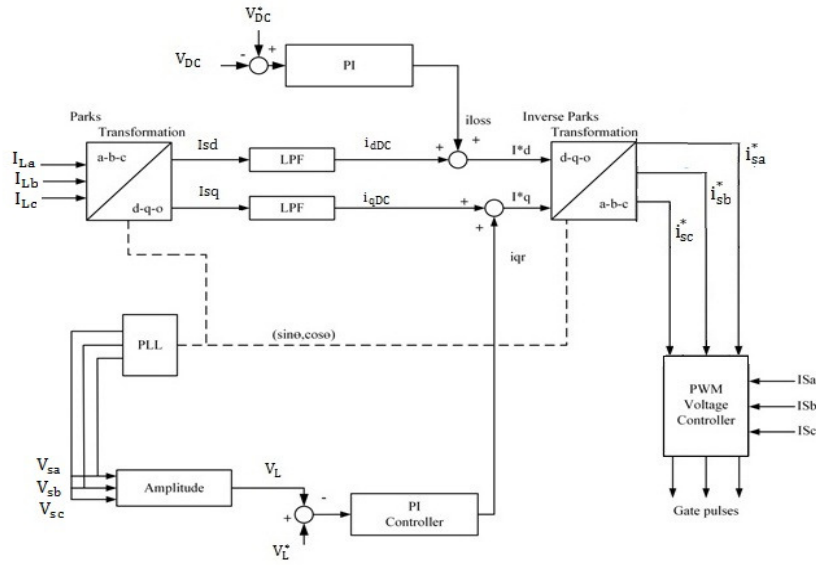 V*DC
VDC
-
+
PI
iloss
Parks
Transformation
Inverse Parks
Transformation
ILa
ILb
ILc
a-b-c
d-q-o
Isd
LPF
idDC
+
+
I*d
Isq
LPF
iqDC
+
+
I*q
d-q-o
a-b-c
i*sa
i*sb
i*sc
iqr
PLL
(sinѳ,cosѳ)
PWM
Voltage
Controller
ISa
ISb
ISc
Gate pulses
Vsa
Vsb
Vsc
Amplitude
VL
+
-
V*L
PI
Controller